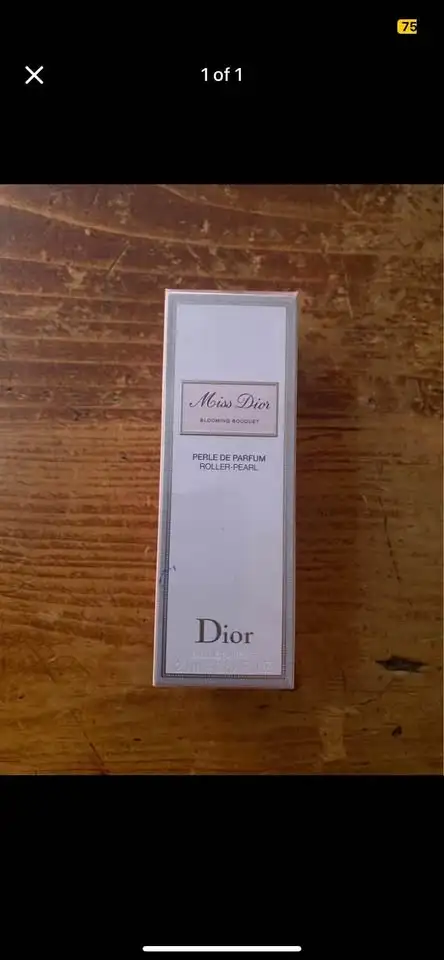 75
1 of 1
Miss Dior
BLOOMING BOUQUET
PERLE DE PARFUM
ROLLER-PEARL
Dior